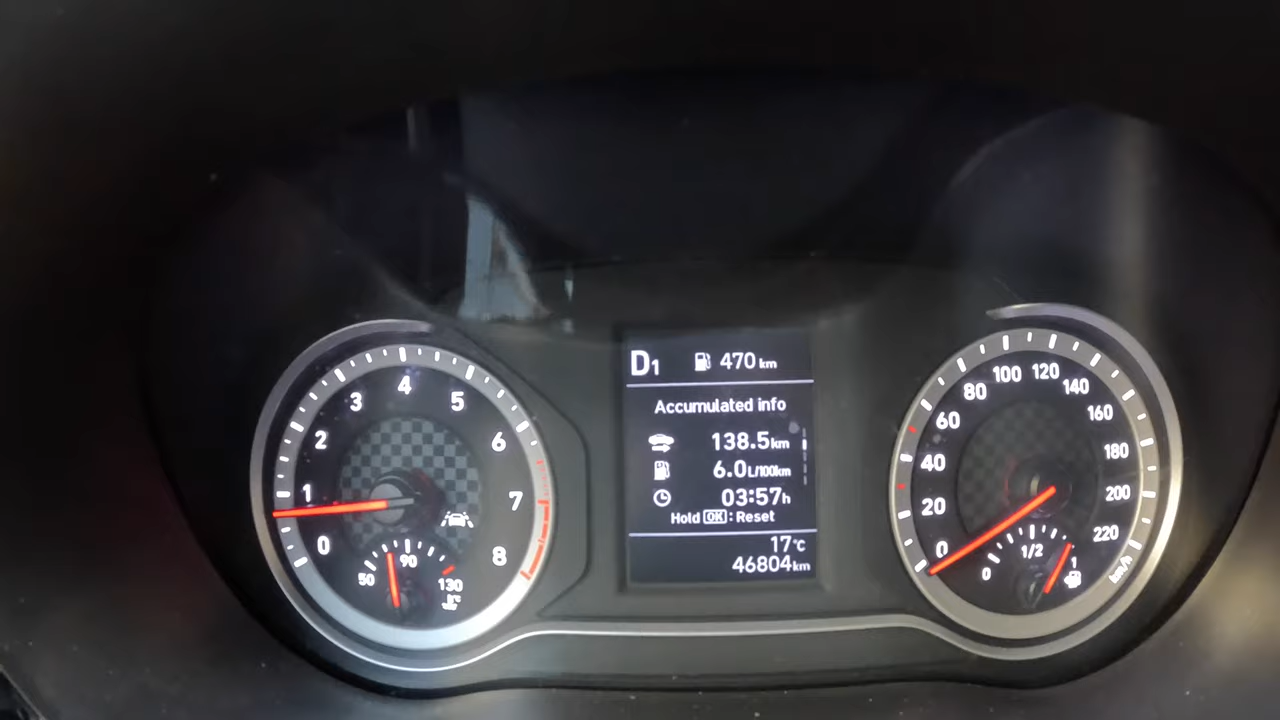 D1 470 km
Accumulated info
138.5 km
6.0 L/100km
03:57 h
Hold OK : Reset
17 °C
46804 km
0 1 2 3 4 5 6 7 8
50 90 130
0 20 40 60 80 100 120 140 160 180 200 220
km/h
0 1/2 1